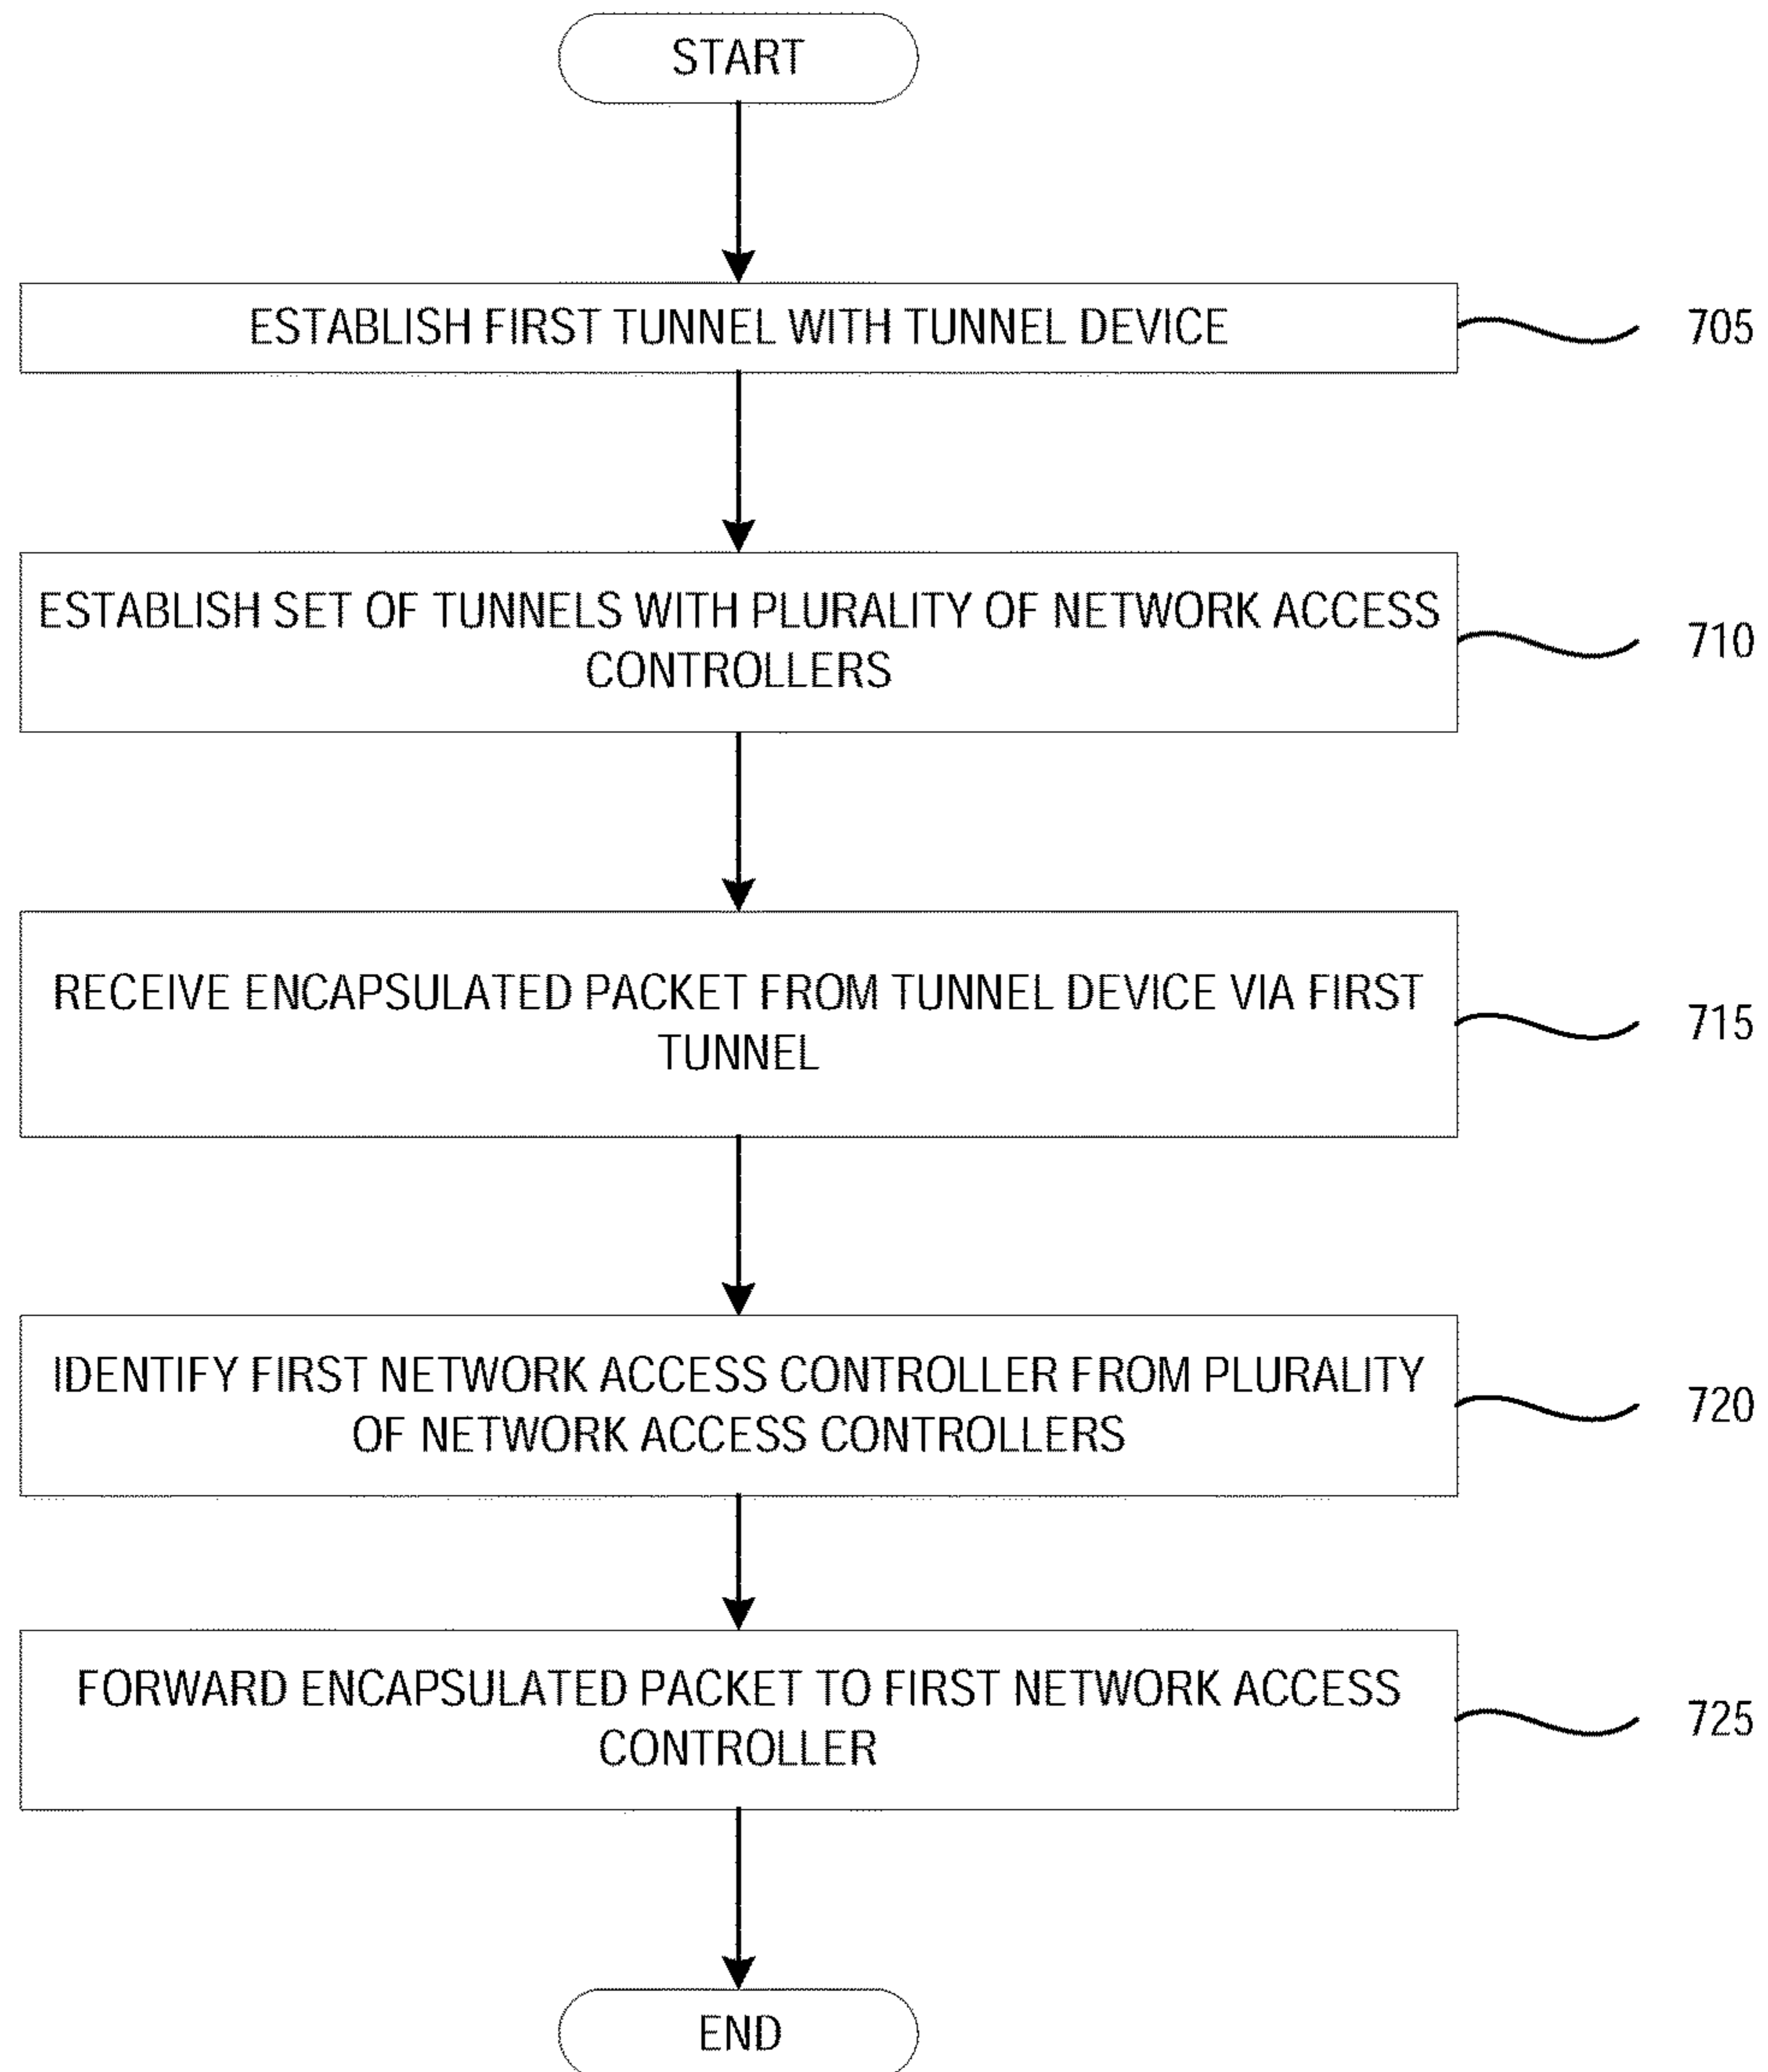 START
ESTABLISH FIRST TUNNEL WITH TUNNEL DEVICE
705
ESTABLISH SET OF TUNNELS WITH PLURALITY OF NETWORK ACCESS
CONTROLLERS
710
RECEIVE ENCAPSULATED PACKET FROM TUNNEL DEVICE VIA FIRST
TUNNEL
715
IDENTIFY FIRST NETWORK ACCESS CONTROLLER FROM PLURALITY
OF NETWORK ACCESS CONTROLLERS
720
FORWARD ENCAPSULATED PACKET TO FIRST NETWORK ACCESS
CONTROLLER
725
END